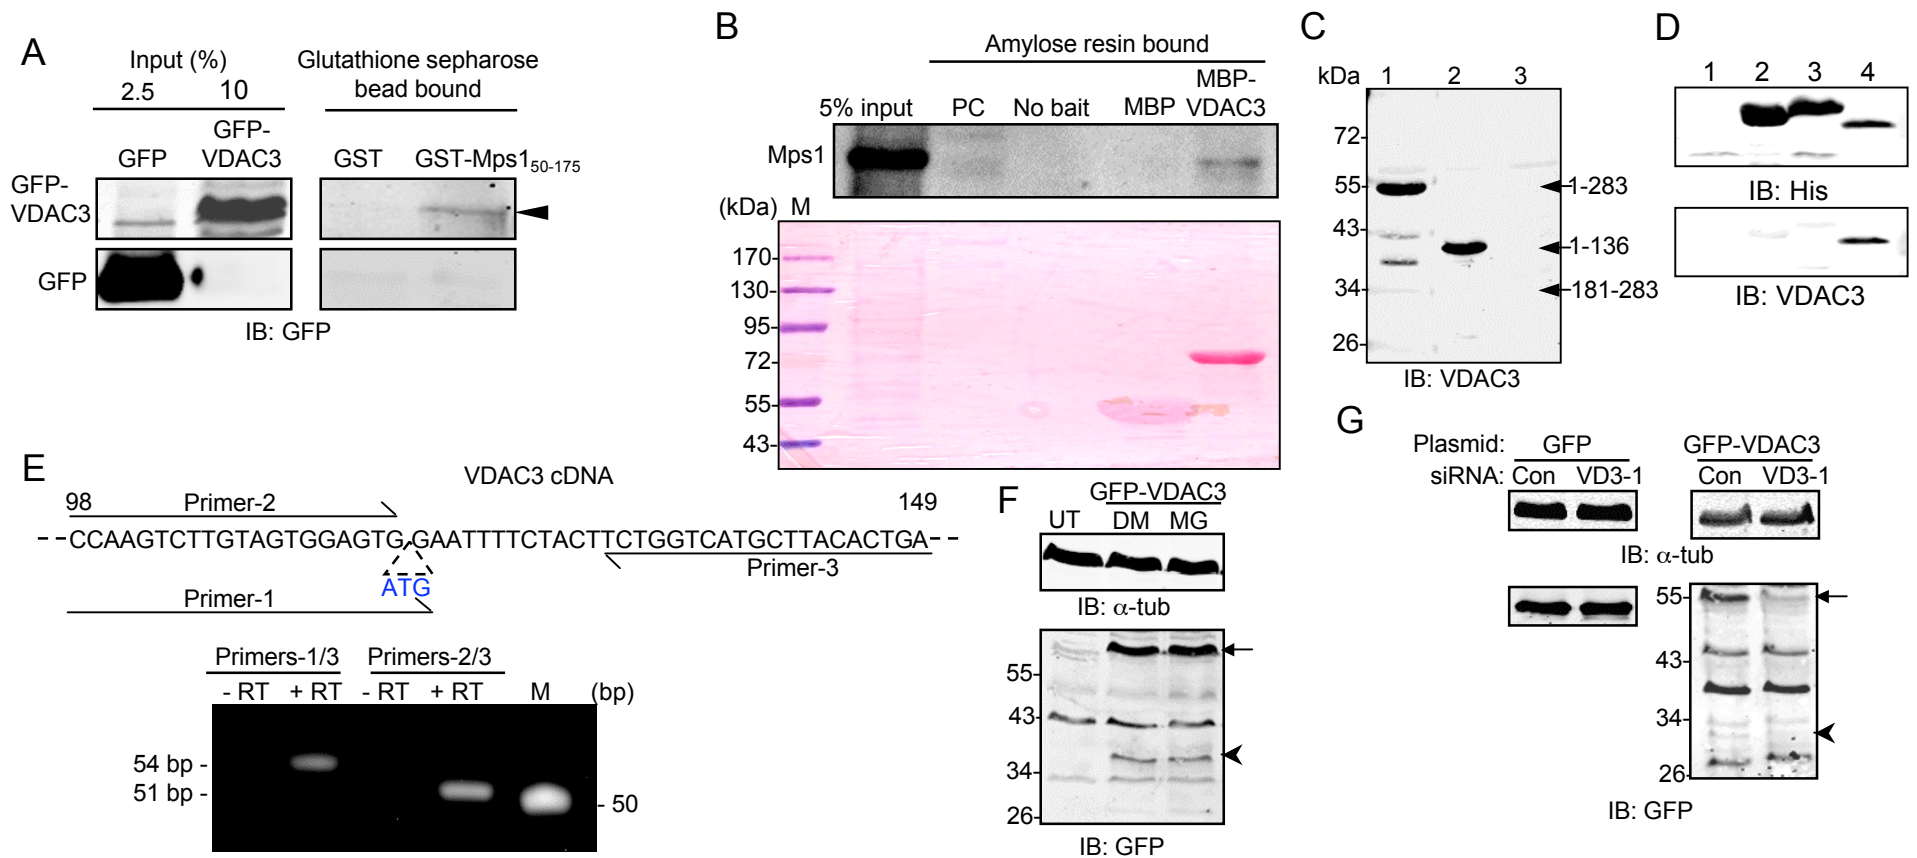 A
Input (%)
2.5 10
Glutathione sepharose
bead bound
GFP
GFP-
VDAC3
GST GST-Mps150-175
GFP-
VDAC3
GFP
IB: GFP
B
Amylose resin bound
5% input PC No bait MBP MBP-
VDAC3
Mps1
(kDa) M
170-
130-
95-
72-
55-
43-
C
kDa 1 2 3
72-
55-
43-
34-
26-
1-283
1-136
181-283
IB: VDAC3
D
1 2 3 4
IB: His
IB: VDAC3
E
VDAC3 cDNA
98 Primer-2 149
--CCAAGTCTTGTAGTGGAGTG GAATTTTCTACTTCTGGTCATGCTTACACTGA--
ATG
Primer-3
Primer-1
Primers-1/3 Primers-2/3
- RT + RT - RT + RT M (bp)
54 bp -
51 bp -
- 50
F
GFP-VDAC3
UT DM MG
IB: α-tub
55-
43-
34-
26-
IB: GFP
G
Plasmid: GFP GFP-VDAC3
siRNA: Con VD3-1 Con VD3-1
IB: α-tub
55-
43-
34-
26-
IB: GFP